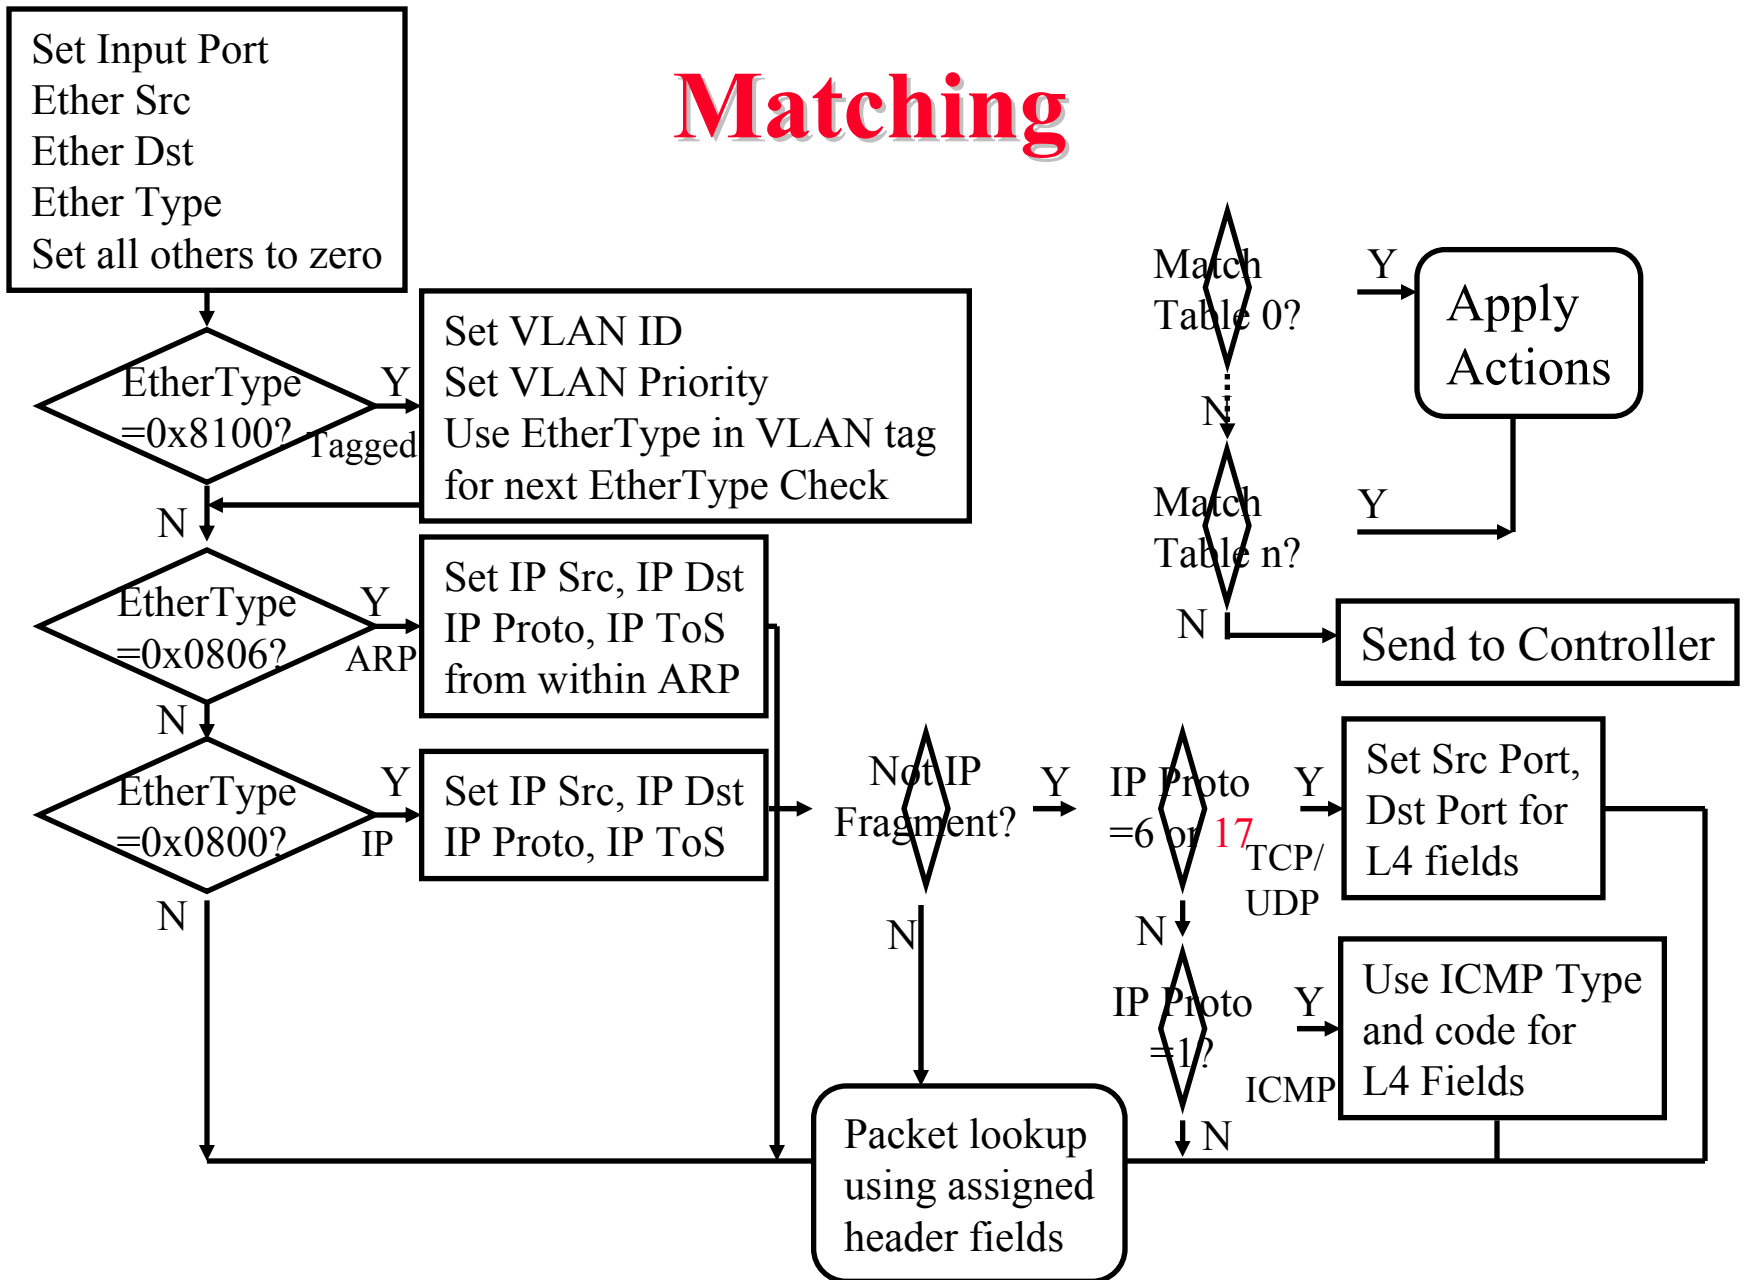 Matching
Set Input Port
Ether Src
Ether Dst
Ether Type
Set all others to zero
EtherType
=0x8100?
Y
Tagged
N
Set VLAN ID
Set VLAN Priority
Use EtherType in VLAN tag
for next EtherType Check
EtherType
=0x0806?
Y
ARP
N
Set IP Src, IP Dst
IP Proto, IP ToS
from within ARP
EtherType
=0x0800?
Y
IP
N
Set IP Src, IP Dst
IP Proto, IP ToS
Not IP
Fragment?
Y
N
IP Proto
=6 or 17
Y
TCP/
UDP
N
Set Src Port,
Dst Port for
L4 fields
IP Proto
=1?
Y
ICMP
N
Use ICMP Type
and code for
L4 Fields
Packet lookup
using assigned
header fields
Match
Table 0?
Y
N
Apply
Actions
Match
Table n?
Y
N
Send to Controller